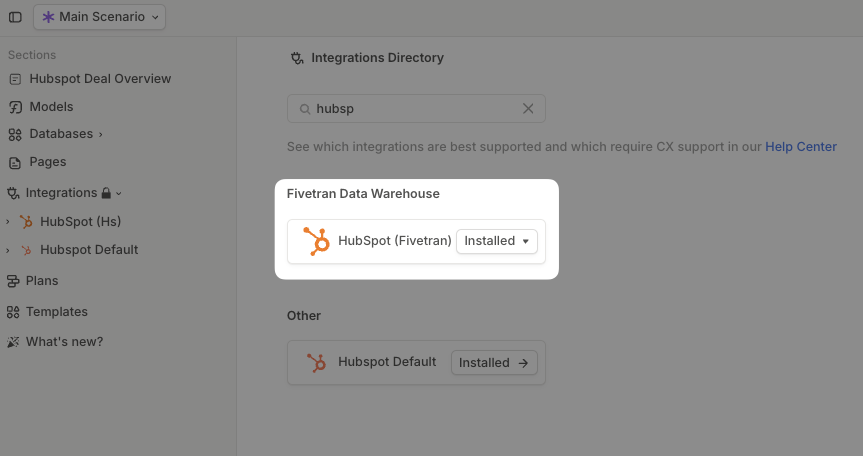 Main Scenario
Sections
Hubspot Deal Overview
Models
Databases
Pages
Integrations
HubSpot (Hs)
Hubspot Default
Plans
Templates
What's new?
Integrations Directory
hubsp
See which integrations are best supported and which require CX support in our Help Center
Fivetran Data Warehouse
HubSpot (Fivetran) Installed
Other
Hubspot Default Installed